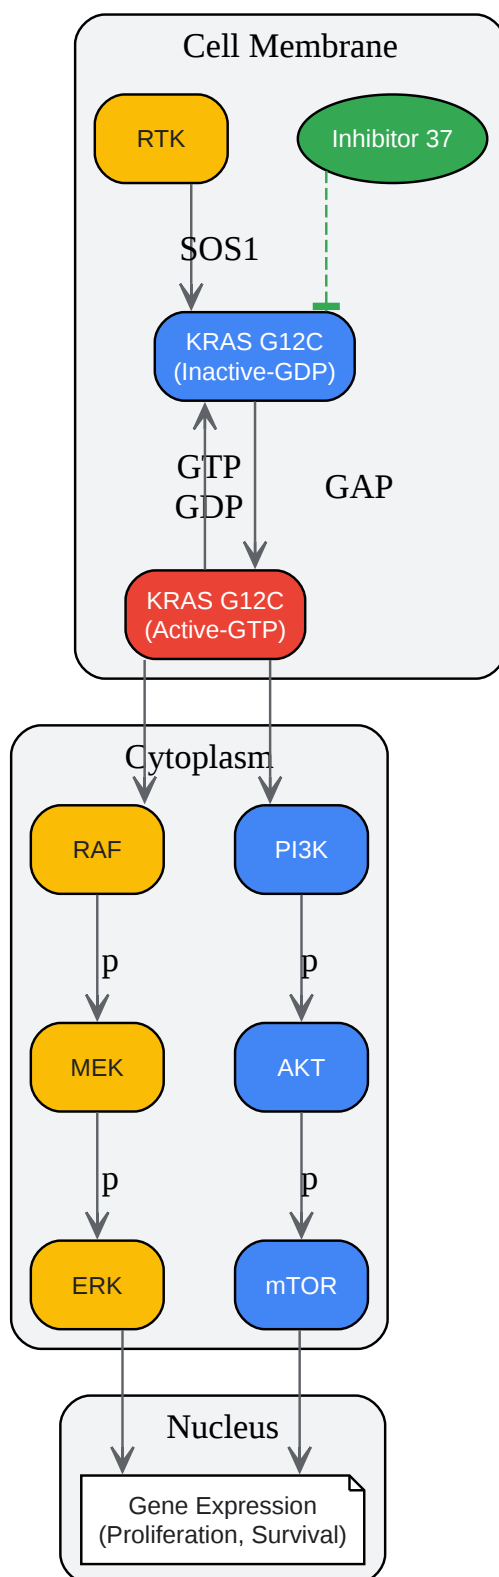 Cell Membrane
RTK
Inhibitor 37
SOS1
KRAS G12C
(Inactive-GDP)
GTP
GDP
GAP
KRAS G12C
(Active-GTP)
Cytoplasm
RAF
PI3K
p
p
MEK
AKT
p
p
ERK
mTOR
Nucleus
Gene Expression
(Proliferation, Survival)